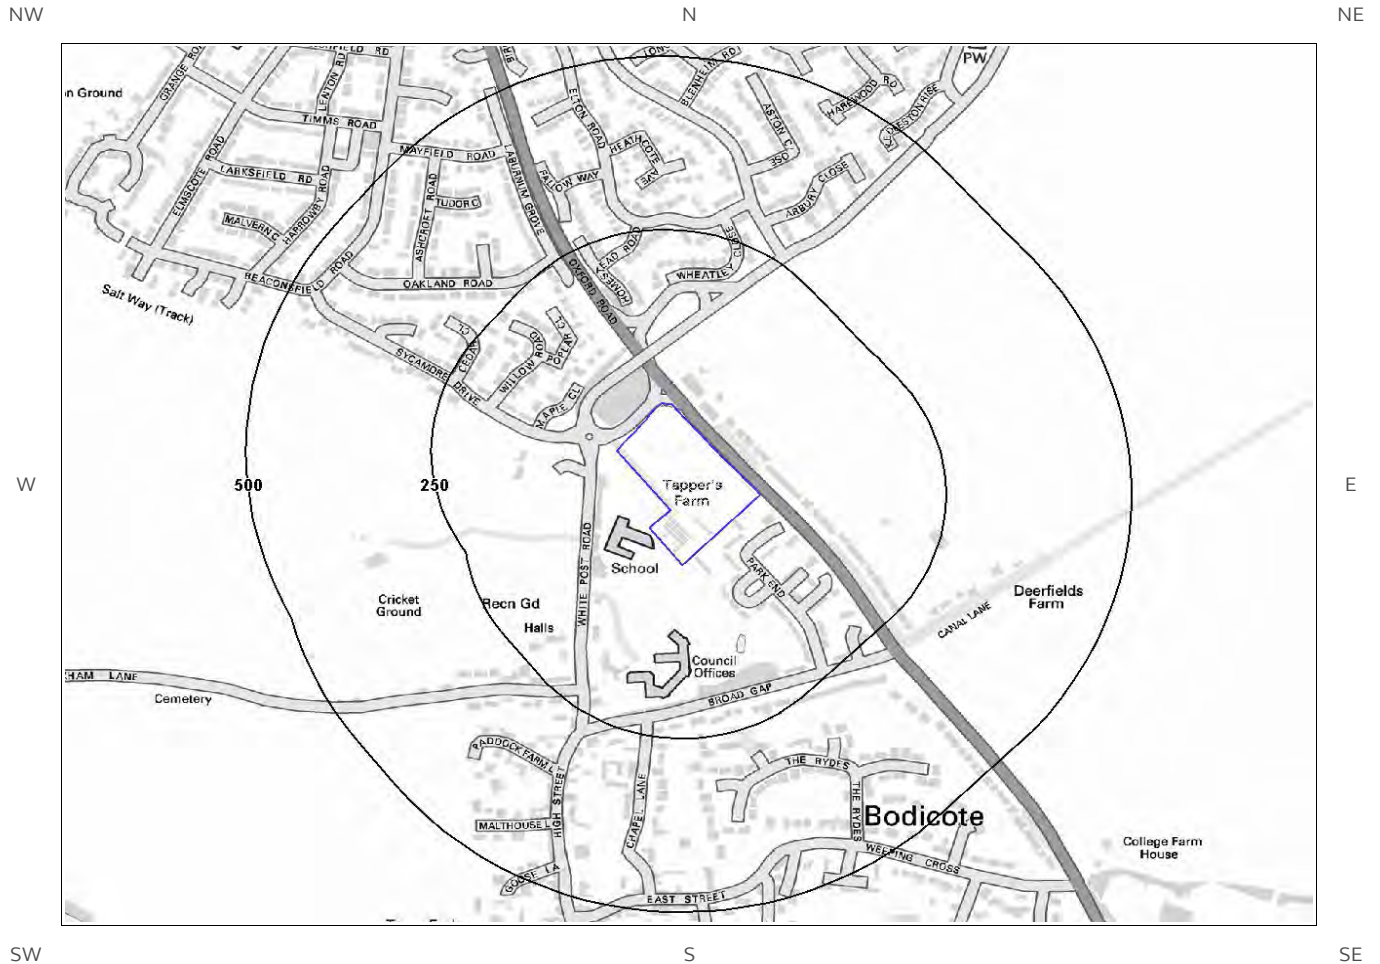 NW
N
NE
PW
n Ground
GRANGE
LENTON RD
TIMMS ROAD
MAYFIELD ROAD
LARKSFIELD RD
ELMSCOTE ROAD
MALVERN C
HARROWBY ROAD
TUDOR C
ASHCROFT ROAD
LABURNUM GROVE
BEACONSFIELD ROAD
OAKLAND ROAD
Salt Way (Track)
ELTON ROAD
BLENHEIM RD
HEATHCOTE
AVE
ASTON C
OSE
HAREWOOD RD
ARBURY CLOSE
WHEATLEY CLOSE
OXFORD ROAD
SYCAMORE DRIVE
CEDAR CL
WILLOW ROAD
POPLAR CL
MAPLE CL
W
500
250
Tapper's
Farm
E
School
WHITE POST ROAD
PARK END
Cricket
Ground
Recn Gd
Halls
Deerfields
Farm
CANAL LANE
Council
Offices
BROAD GAP
HAM LANE
Cemetery
PADDOCK FARM
THE RYDES
THE RYDES
HIGH STREET
CHAPEL LANE
MALTHOUSE L
Bodicote
WEEPING CROSS
College Farm
House
GOOSE LA
EAST STREET
SW
S
SE